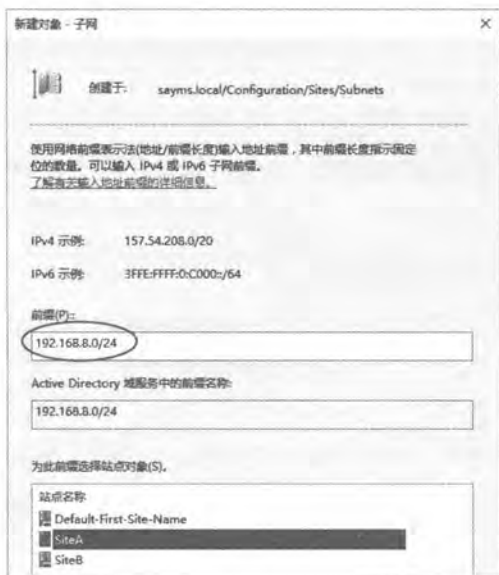 新建对象 - 子网
创建于: sayms.local/Configuration/Sites/Subnets
使用网络前缀表示法(地址/前缀长度)输入地址前缀，其中前缀长度指示固定
位的数量。可以输入 IPv4 或 IPv6 子网前缀。
了解有关输入地址前缀的详细信息。
IPv4 示例: 157.54.208.0/20
IPv6 示例: 3FFE:FFFF:0:C000::/64
前缀(P)::
192.168.8.0/24
Active Directory 域服务中的前缀名称:
192.168.8.0/24
为此前缀选择站点对象(S)。
站点名称
Default-First-Site-Name
SiteA
SiteB